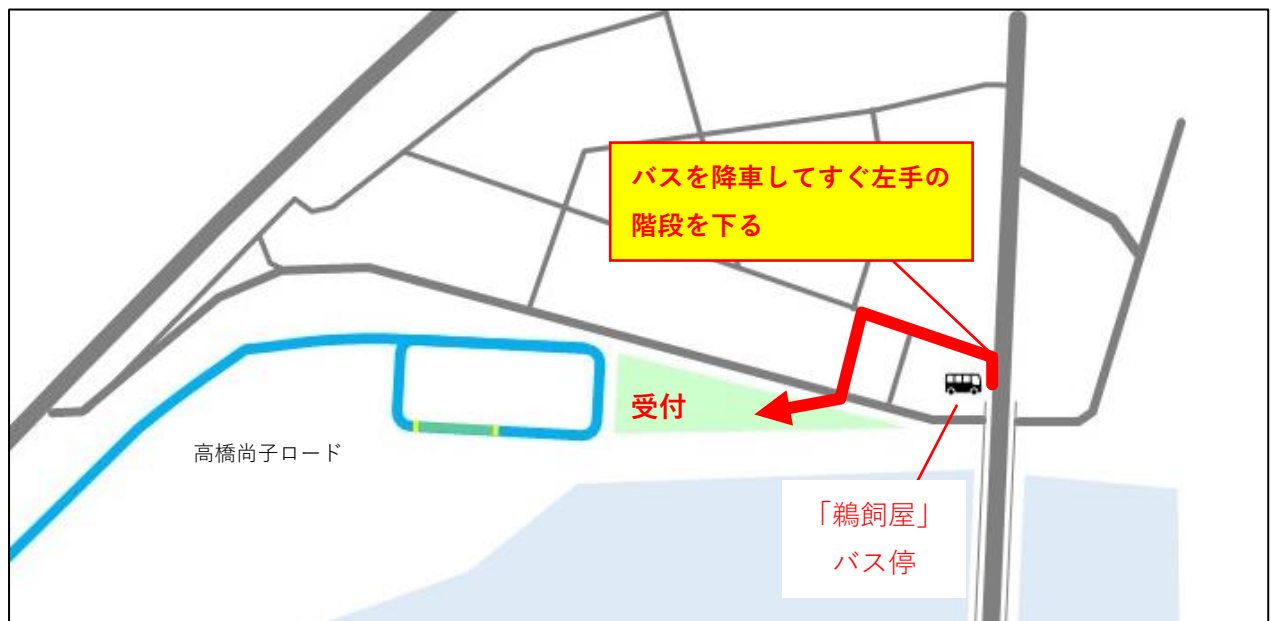 バスを降車してすぐ左手の
階段を下る
受付
高橋尚子ロード
「鵜飼屋」
バス停